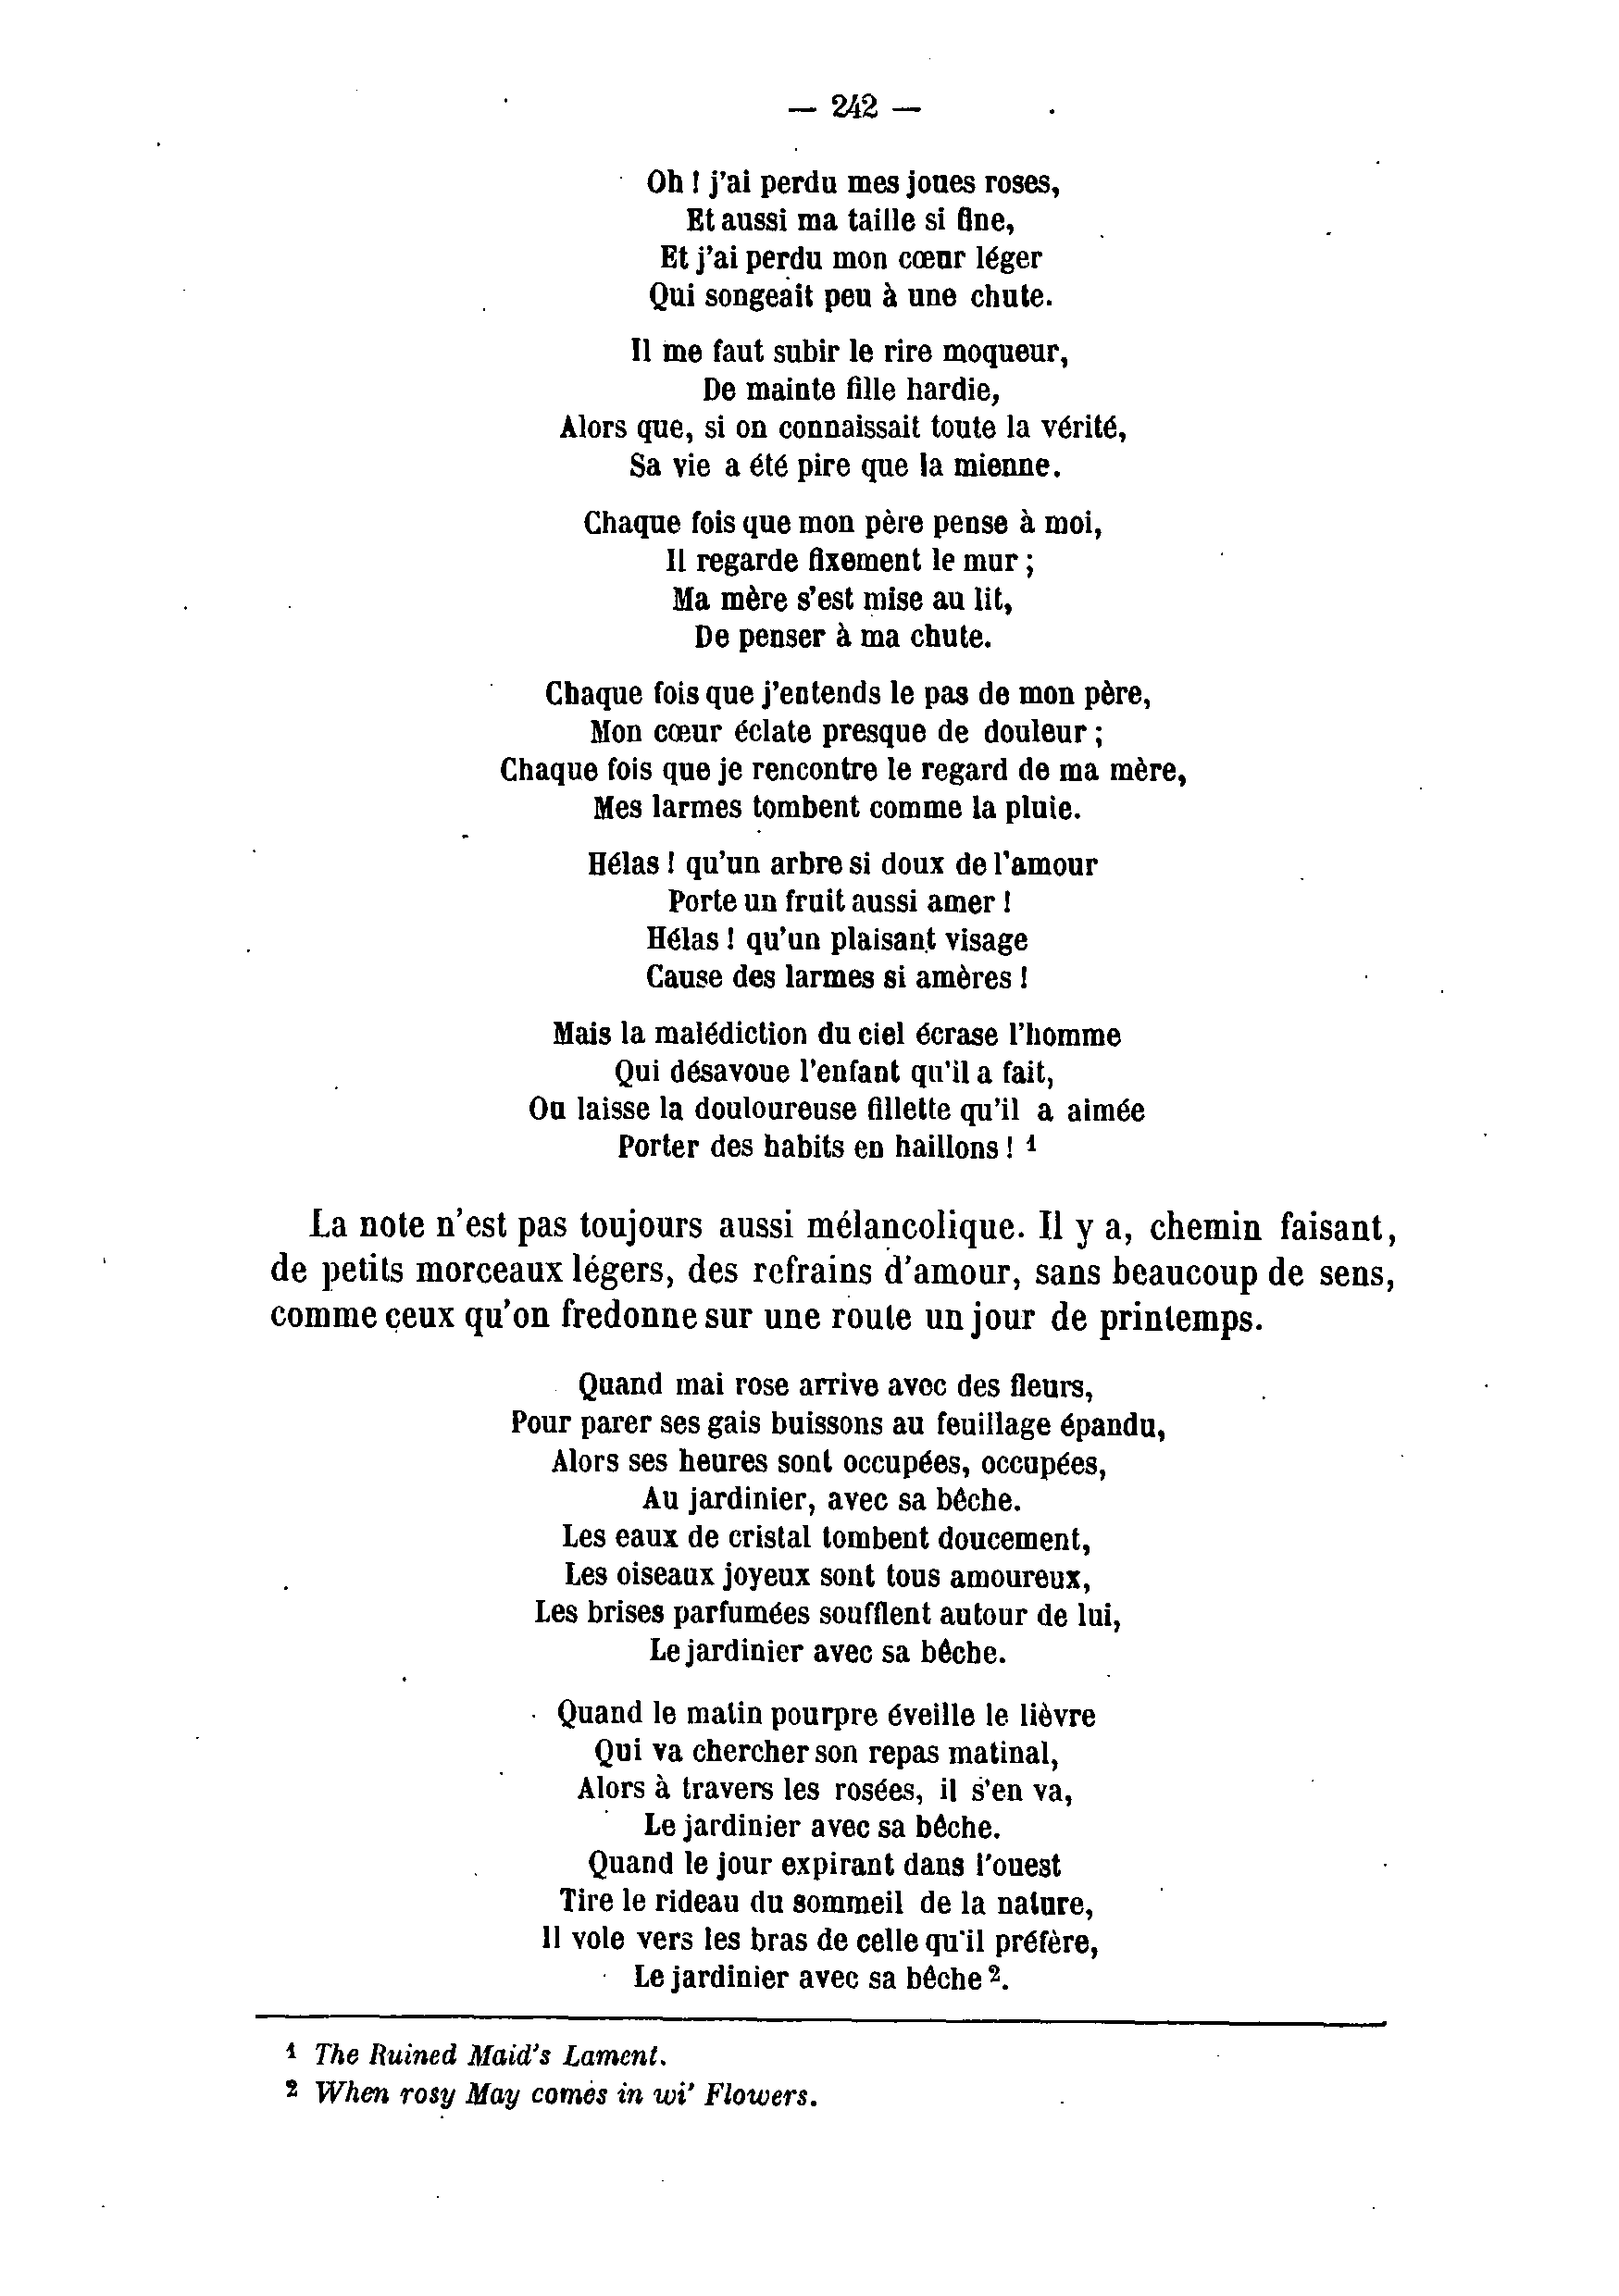 — 242 —
Oh ! j'ai perdu mes joues roses,
Et aussi ma taille si fine,
Et j'ai perdu mon cœur léger
Qui songeait peu à une chute.
Il me faut subir le rire moqueur,
De mainte fille hardie,
Alors que, si on connaissait toute la vérité,
Sa vie a été pire que la mienne.
Chaque fois que mon père pense à moi,
Il regarde fixement le mur ;
Ma mère s'est mise au lit,
De penser à ma chute.
Chaque fois que j'entends le pas de mon père,
Mon cœur éclate presque de douleur ;
Chaque fois que je rencontre le regard de ma mère,
Mes larmes tombent comme la pluie.
Hélas ! qu'un arbre si doux de l'amour
Porte un fruit aussi amer !
Hélas ! qu'un plaisant visage
Cause des larmes si amères !
Mais la malédiction du ciel écrase l'homme
Qui désavoue l'enfant qu'il a fait,
Ou laisse la douloureuse fillette qu'il a aimée
Porter des habits en haillons ! 1
La note n'est pas toujours aussi mélancolique. Il y a, chemin faisant,
de petits morceaux légers, des refrains d'amour, sans beaucoup de sens,
comme ceux qu'on fredonne sur une route un jour de printemps.
Quand mai rose arrive avec des fleurs,
Pour parer ses gais buissons au feuillage épandu,
Alors ses heures sont occupées, occupées,
Au jardinier, avec sa bêche.
Les eaux de cristal tombent doucement,
Les oiseaux joyeux sont tous amoureux,
Les brises parfumées soufflent autour de lui,
Le jardinier avec sa bêche.
Quand le matin pourpre éveille le lièvre
Qui va chercher son repas matinal,
Alors à travers les rosées, il s'en va,
Le jardinier avec sa bêche.
Quand le jour expirant dans l'ouest
Tire le rideau du sommeil de la nature,
Il vole vers les bras de celle qu'il préfère,
Le jardinier avec sa bêche 2.
1 The Ruined Maid's Lament.
2 When rosy May comes in wi' Flowers.